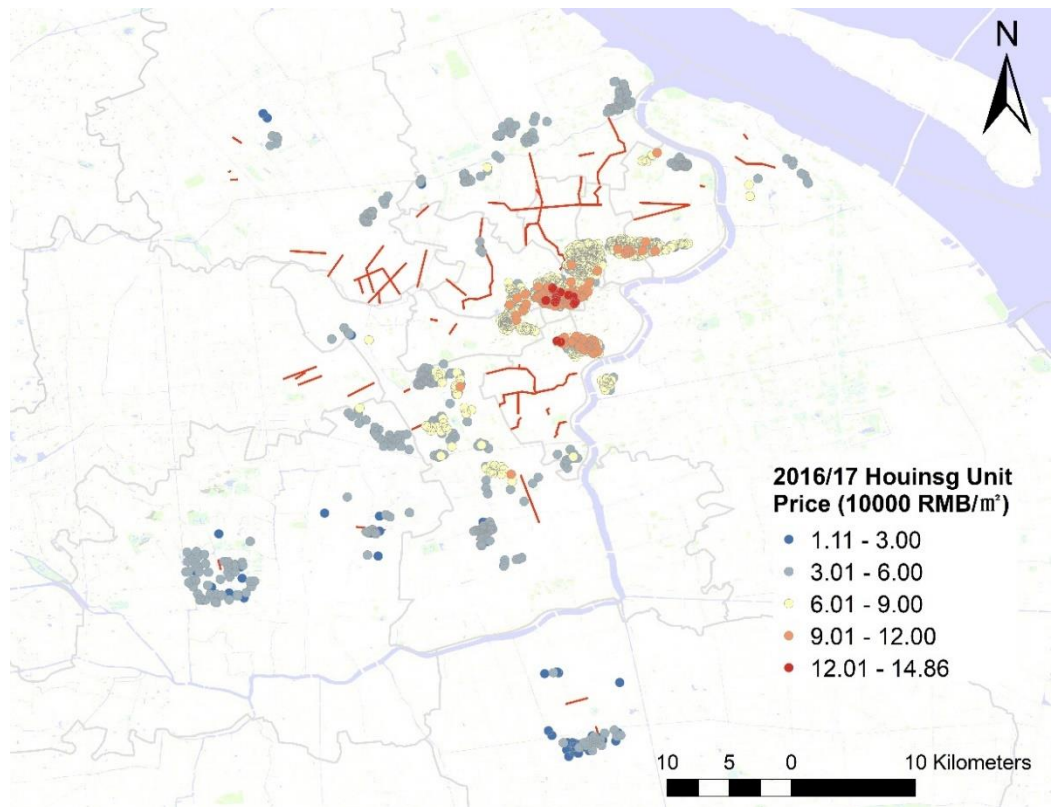 N
2016/17 Houinsg Unit
Price (10000 RMB/㎡)
1.11 - 3.00
3.01 - 6.00
6.01 - 9.00
9.01 - 12.00
12.01 - 14.86
10 5 0 10 Kilometers